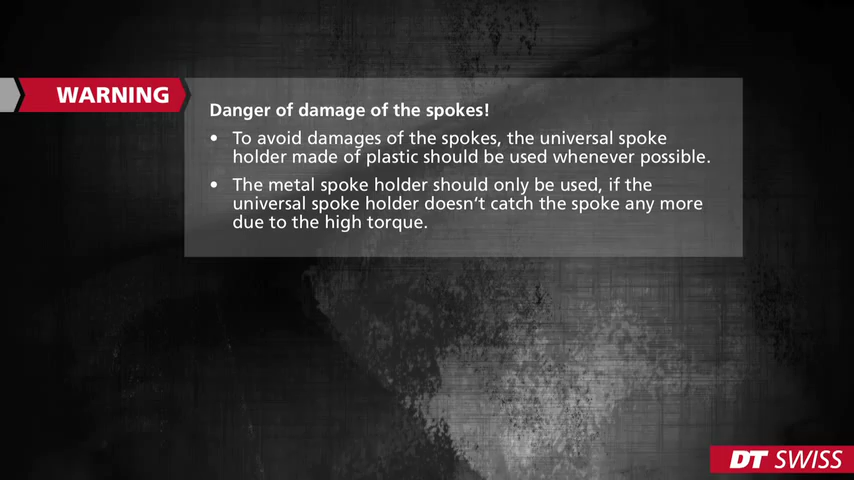 WARNING
Danger of damage of the spokes!
• To avoid damages of the spokes, the universal spoke
holder made of plastic should be used whenever possible.
• The metal spoke holder should only be used, if the
universal spoke holder doesn't catch the spoke any more
due to the high torque.
DT SWISS